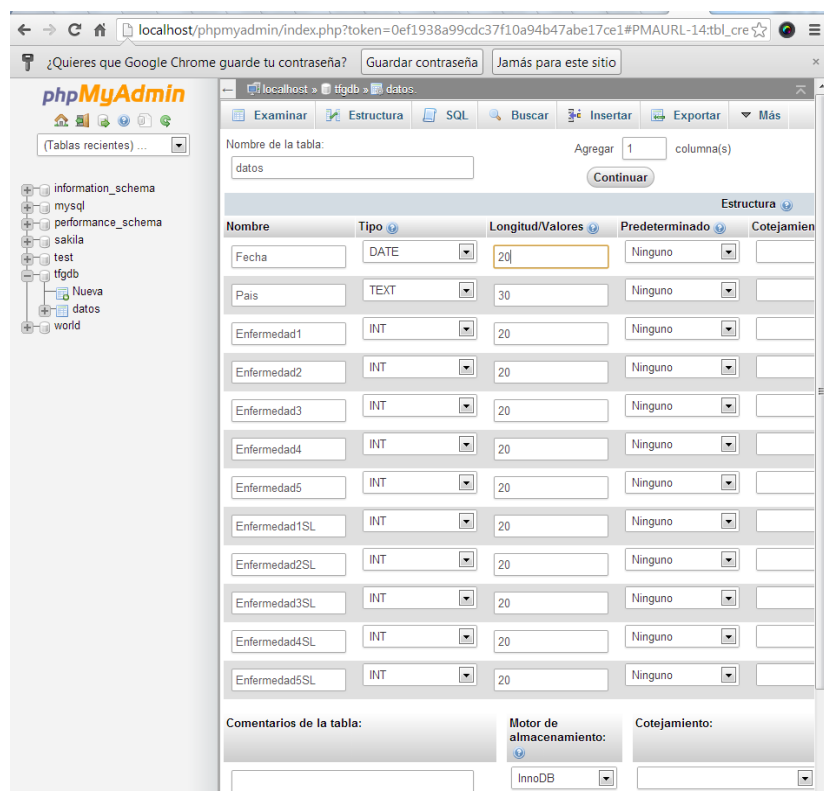 localhost/phpmyadmin/index.php?token=0ef1938a99cdc37f10a94b47abe17ce1#PMAURL-14:tbl_cre
¿Quieres que Google Chrome guarde tu contraseña? Guardar contraseña Jamás para este sitio
phpMyAdmin
(Tablas recientes) ...
information_schema
mysql
performance_schema
sakila
test
tfgdb
Nueva
datos
world
localhost » tfgdb » datos.
Examinar Estructura SQL Buscar Insertar Exportar Más
Nombre de la tabla: Agregar 1 columna(s)
datos
Continuar
Estructura
Nombre Tipo Longitud/Valores Predeterminado Cotejamien
Fecha DATE 20 Ninguno
Pais TEXT 30 Ninguno
Enfermedad1 INT 20 Ninguno
Enfermedad2 INT 20 Ninguno
Enfermedad3 INT 20 Ninguno
Enfermedad4 INT 20 Ninguno
Enfermedad5 INT 20 Ninguno
Enfermedad1SL INT 20 Ninguno
Enfermedad2SL INT 20 Ninguno
Enfermedad3SL INT 20 Ninguno
Enfermedad4SL INT 20 Ninguno
Enfermedad5SL INT 20 Ninguno
Comentarios de la tabla: Motor de almacenamiento: Cotejamiento:
InnoDB